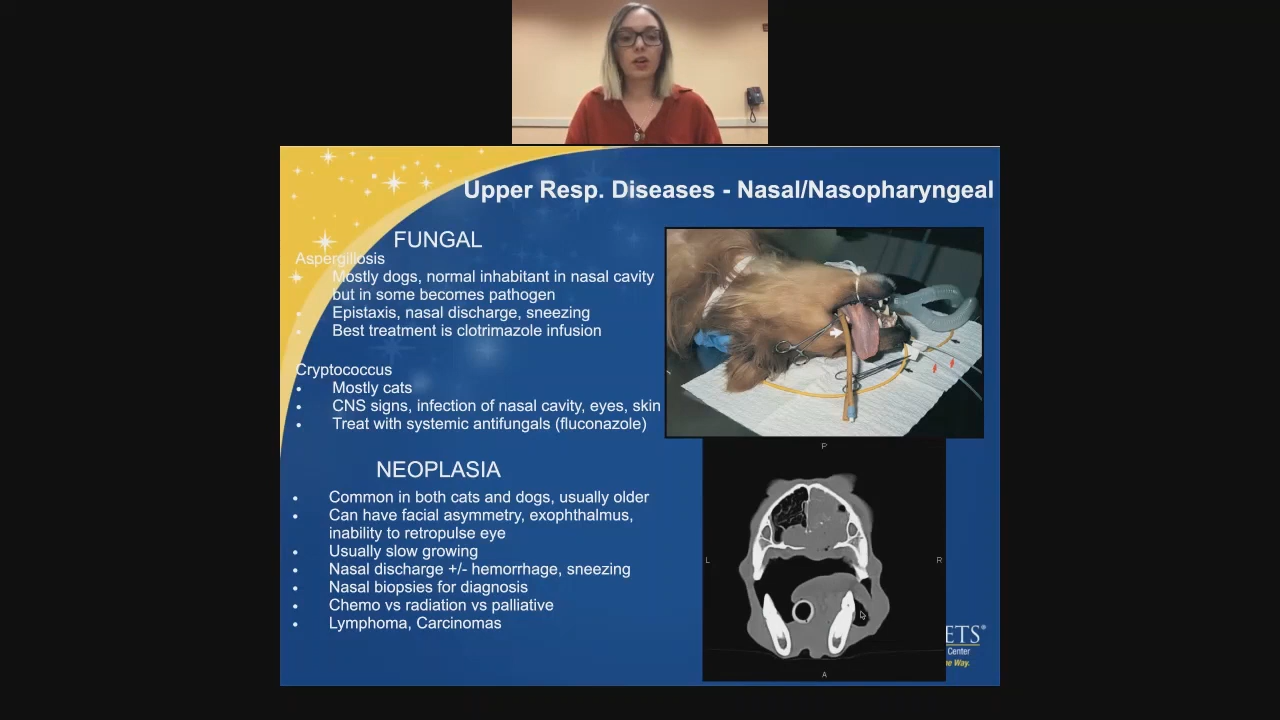 Upper Resp. Diseases - Nasal/Nasopharyngeal
FUNGAL
Aspergillosis
Mostly dogs, normal inhabitant in nasal cavity
but in some becomes pathogen
• Epistaxis, nasal discharge, sneezing
• Best treatment is clotrimazole infusion
Cryptococcus
• Mostly cats
• CNS signs, infection of nasal cavity, eyes, skin
• Treat with systemic antifungals (fluconazole)
NEOPLASIA
• Common in both cats and dogs, usually older
• Can have facial asymmetry, exophthalmus,
inability to retropulse eye
• Usually slow growing
• Nasal discharge +/- hemorrhage, sneezing
• Nasal biopsies for diagnosis
• Chemo vs radiation vs palliative
• Lymphoma, Carcinomas
P
L
R
A
ETS®
Center
ne Way.